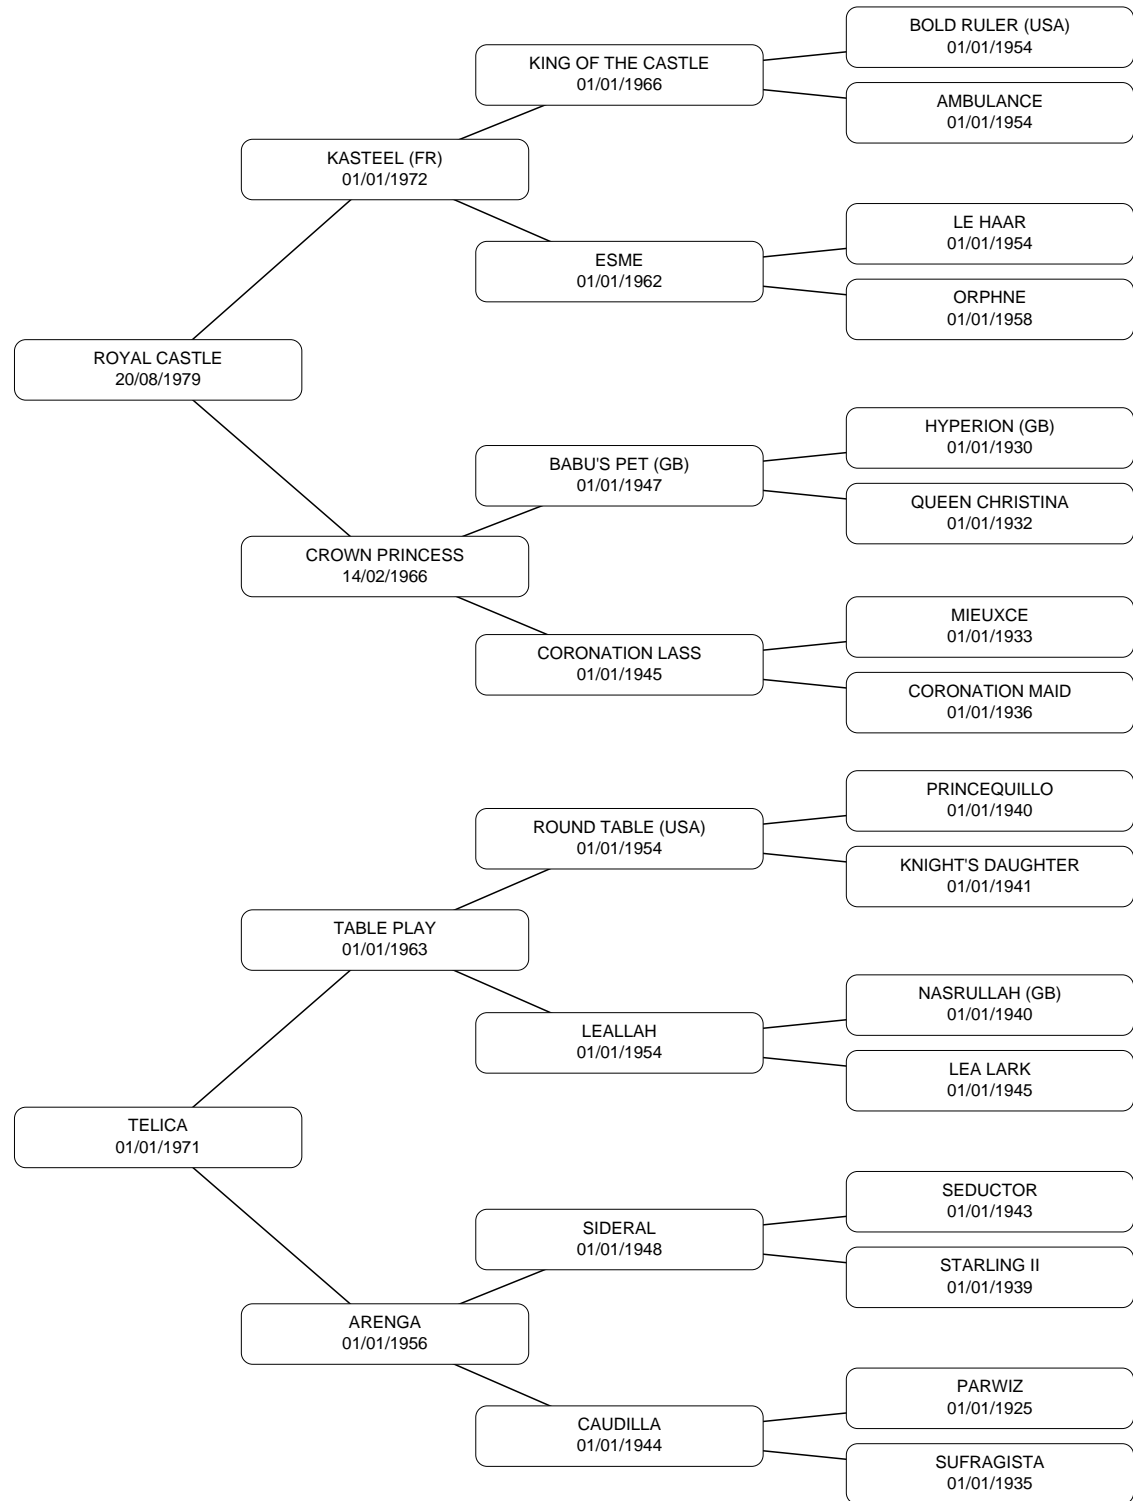 BOLD RULER (USA)
01/01/1954
KING OF THE CASTLE
01/01/1966
AMBULANCE
01/01/1954
KASTEEL (FR)
01/01/1972
LE HAAR
01/01/1954
ESME
01/01/1962
ORPHNE
01/01/1958
ROYAL CASTLE
20/08/1979
HYPERION (GB)
01/01/1930
BABU'S PET (GB)
01/01/1947
QUEEN CHRISTINA
01/01/1932
CROWN PRINCESS
14/02/1966
MIEUXCE
01/01/1933
CORONATION LASS
01/01/1945
CORONATION MAID
01/01/1936
PRINCEQUILLO
01/01/1940
ROUND TABLE (USA)
01/01/1954
KNIGHT'S DAUGHTER
01/01/1941
TABLE PLAY
01/01/1963
NASRULLAH (GB)
01/01/1940
LEALLAH
01/01/1954
LEA LARK
01/01/1945
TELICA
01/01/1971
SEDUCTOR
01/01/1943
SIDERAL
01/01/1948
STARLING II
01/01/1939
ARENGA
01/01/1956
PARWIZ
01/01/1925
CAUDILLA
01/01/1944
SUFRAGISTA
01/01/1935